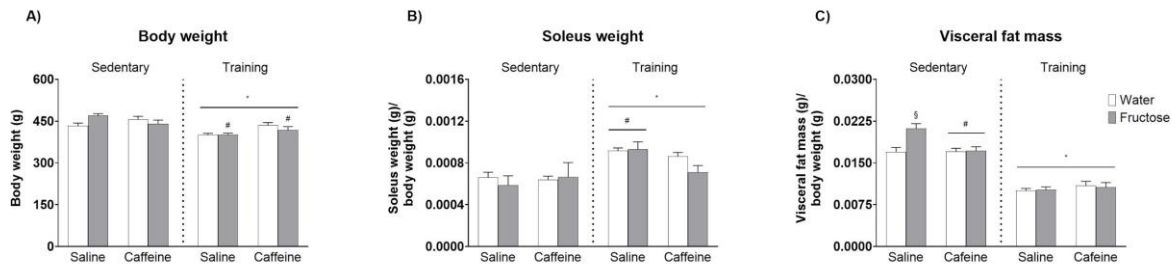 A)
Body weight
Sedentary
Training
600
450
300
150
0
Body weight (g)
*
#
#
Saline
Caffeine
Saline
Caffeine
B)
Soleus weight
Sedentary
Training
0.0016
0.0012
0.0008
0.0004
0.0000
Soleus weight (g)/
body weight (g)
*
#
Saline
Caffeine
Saline
Caffeine
C)
Visceral fat mass
Sedentary
Training
0.0300
0.0225
0.0150
0.0075
0.0000
Visceral fat mass (g)/
body weight (g)
§
#
*
Saline
Caffeine
Saline
Caffeine
Water
Fructose